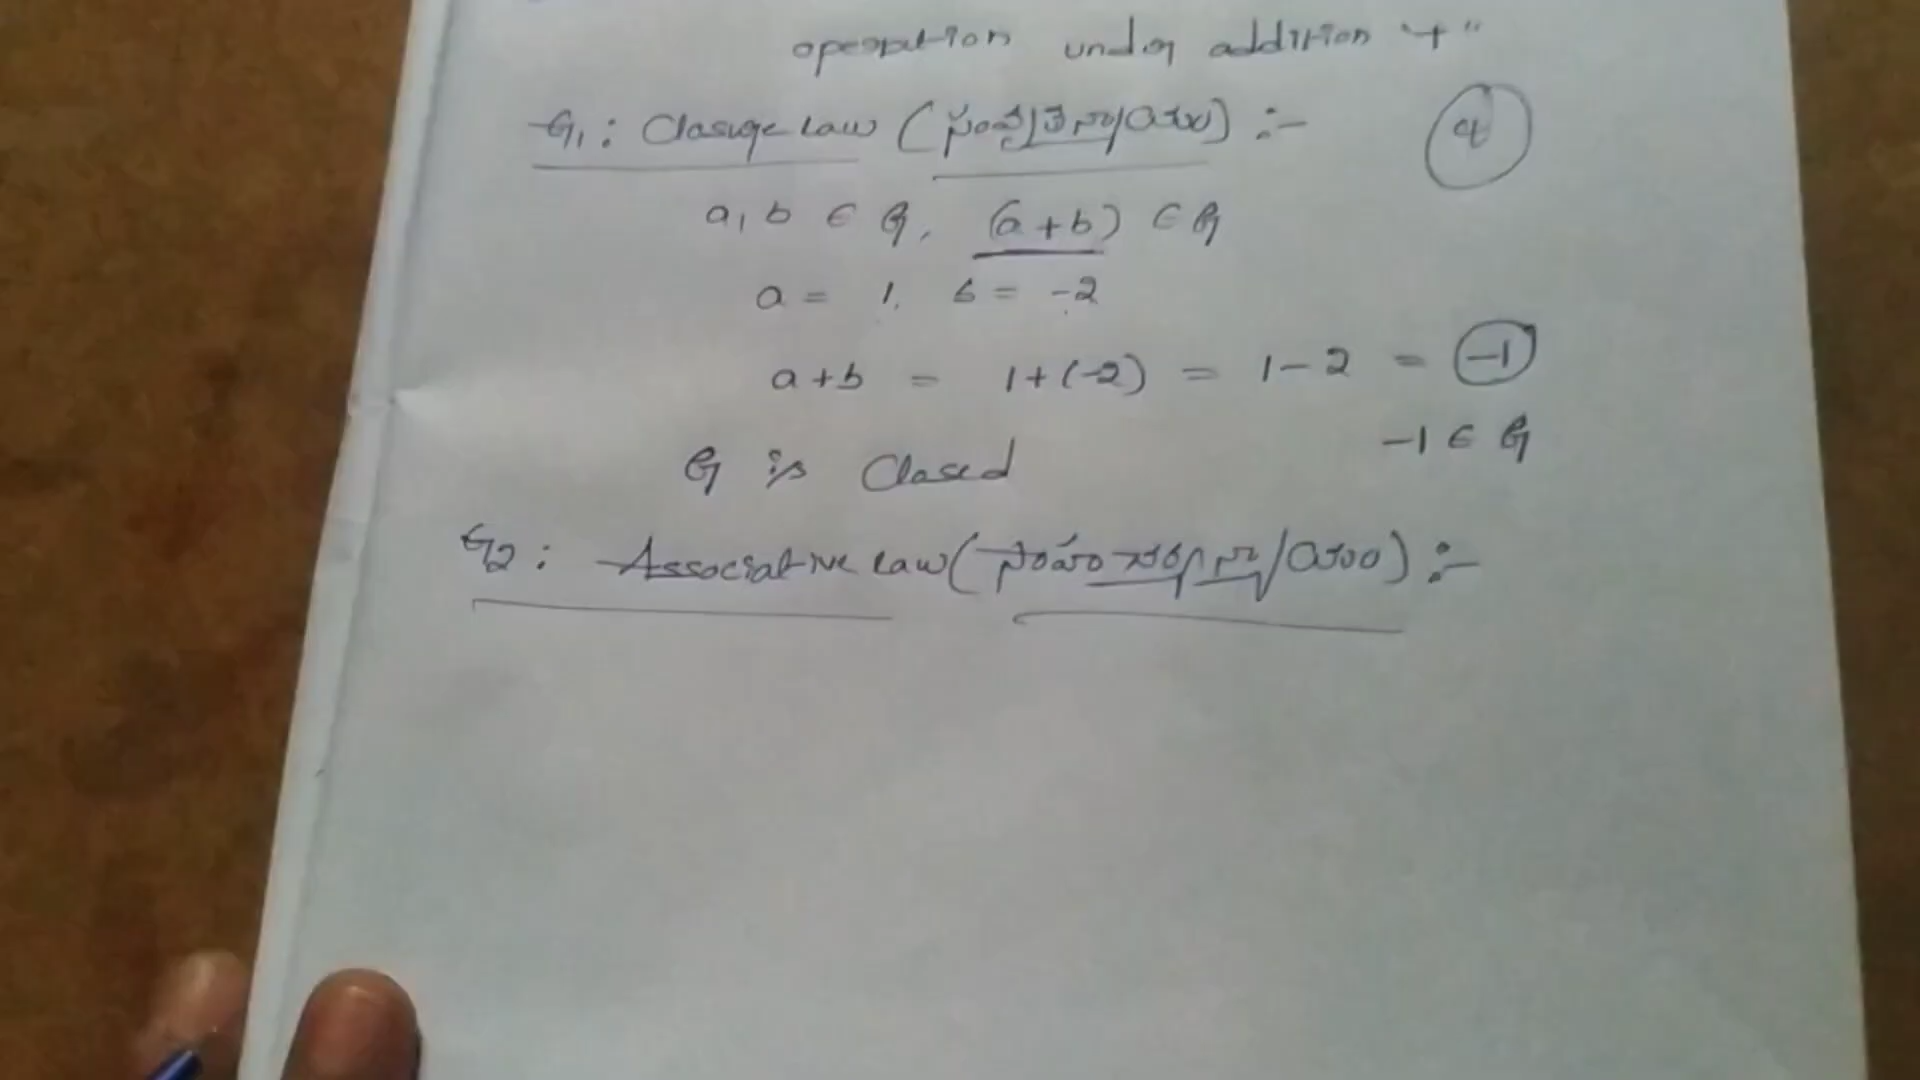 operation under addition "+"
G1: Closure Law ( ) :-
4
a, b ∈ G, (a + b) ∈ G
a = 1, b = -2
a + b = 1 + (-2) = 1 - 2 = -1
-1 ∈ G
G is Closed
G2: Associative Law ( ) :-